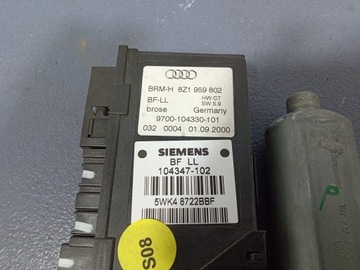 BRM-H 8Z1 959 802
BF-LL HW C7
SW 5.9
brose Germany
9700-104330-101
032 0004 01.09.2000
SIEMENS
BF LL
104347-102
5WK4 8722BBF
S08